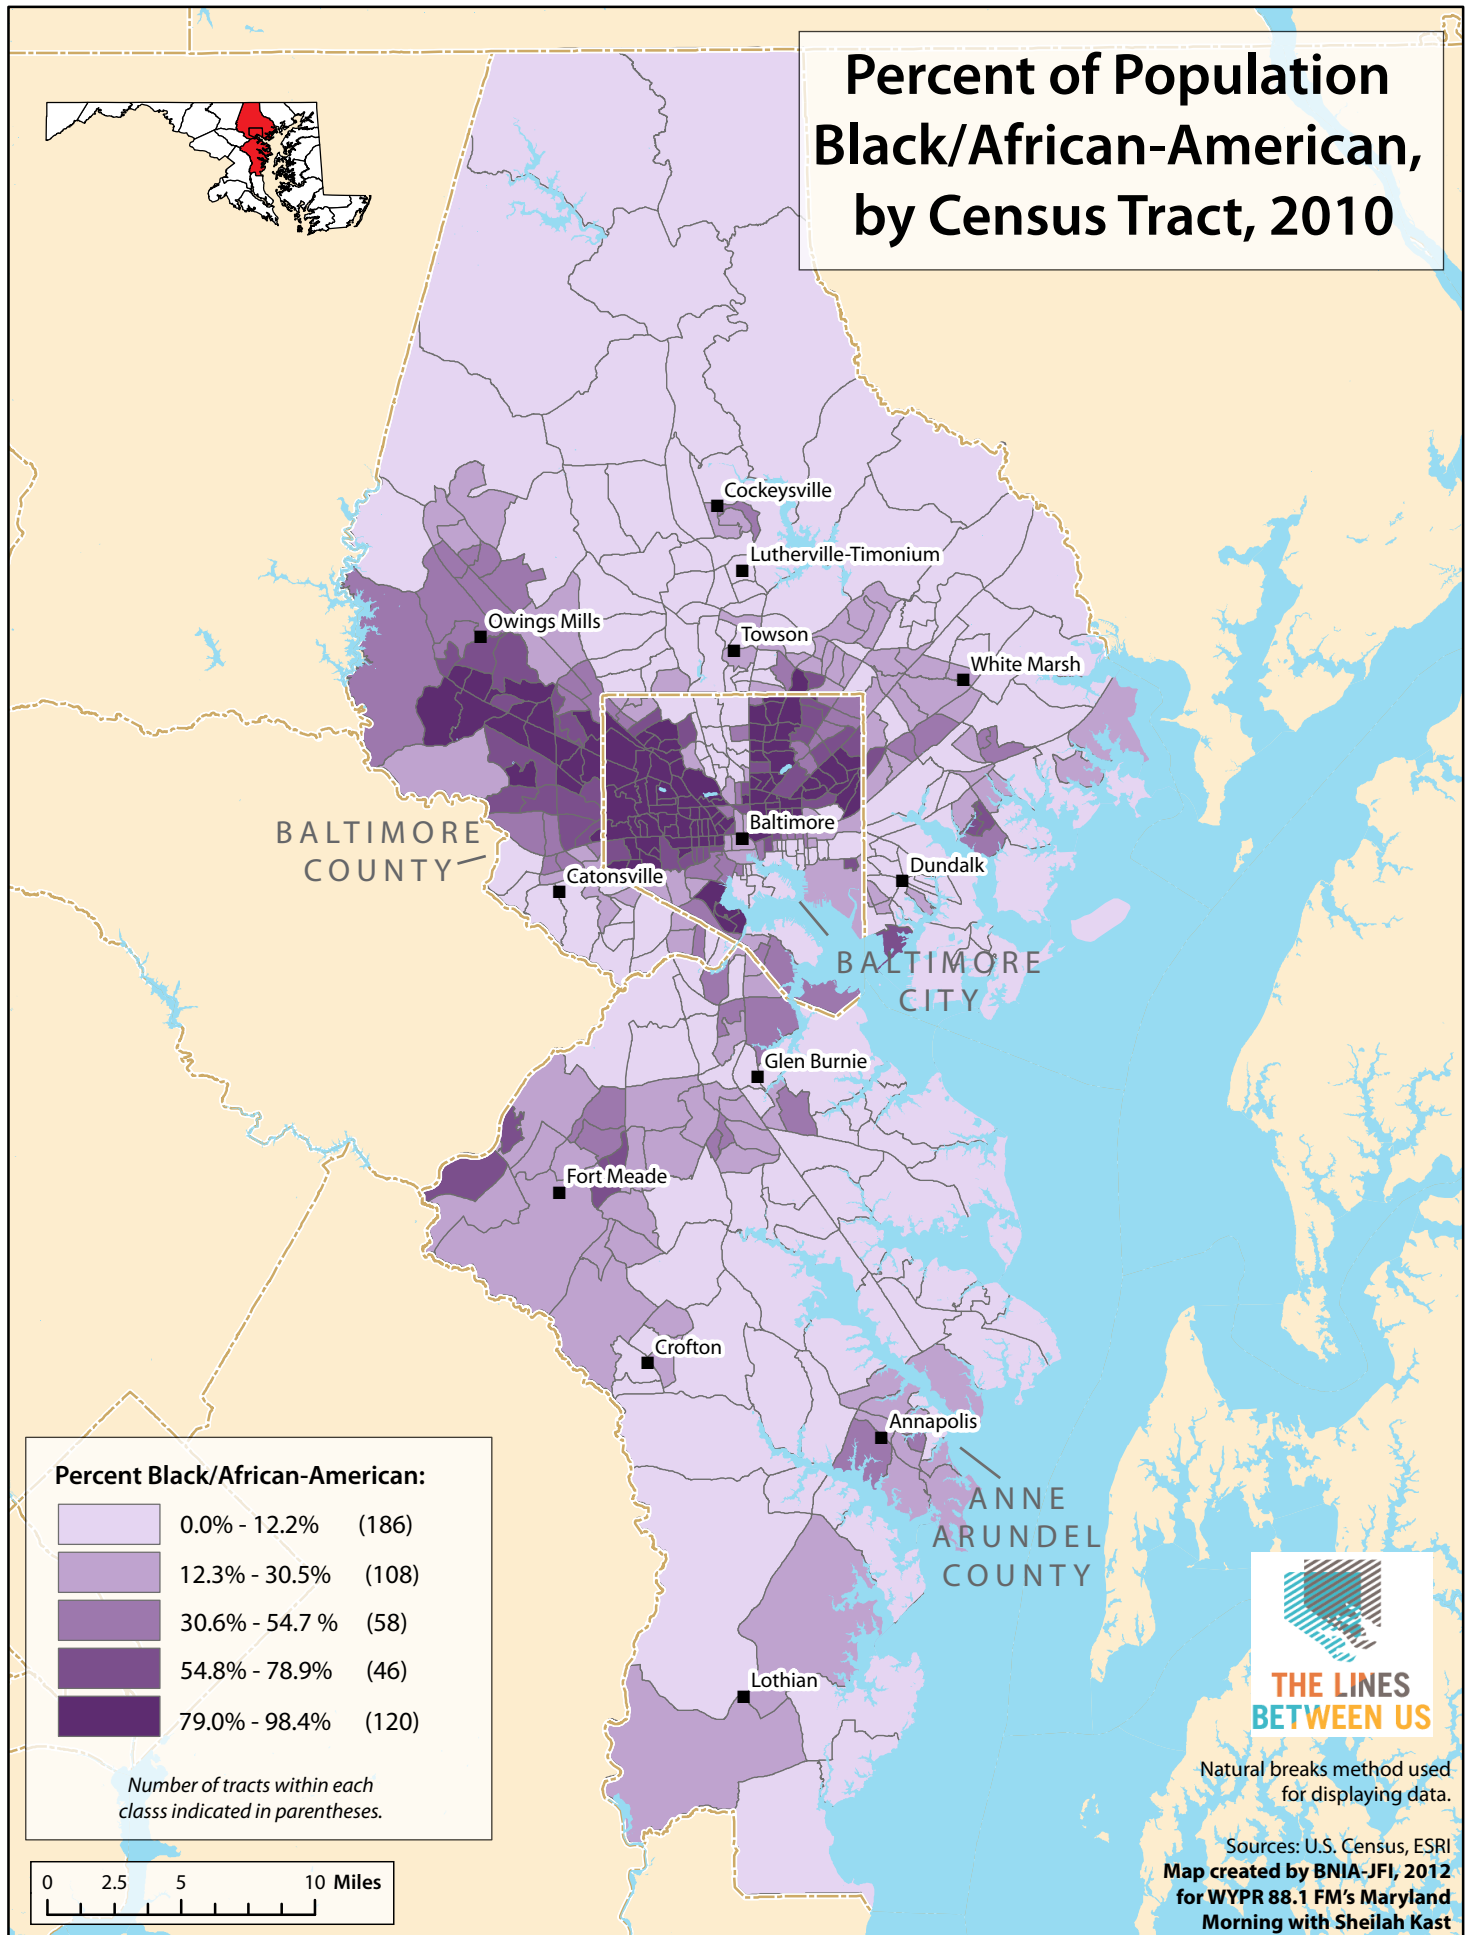 Percent of Population
Black/African-American,
by Census Tract, 2010
Cockeysville
Lutherville-Timonium
Owings Mills
Towson
White Marsh
BALTIMORE
COUNTY
Baltimore
Catonsville
Dundalk
BALTIMORE
CITY
Glen Burnie
Fort Meade
Crofton
Annapolis
ANNE
ARUNDEL
COUNTY
Lothian
Percent Black/African-American:
0.0% - 12.2% (186)
12.3% - 30.5% (108)
30.6% - 54.7 % (58)
54.8% - 78.9% (46)
79.0% - 98.4% (120)
Number of tracts within each
classs indicated in parentheses.
0 2.5 5 10 Miles
THE LINES
BETWEEN US
Natural breaks method used
for displaying data.
Sources: U.S. Census, ESRI
Map created by BNIA-JFI, 2012
for WYPR 88.1 FM's Maryland
Morning with Sheilah Kast